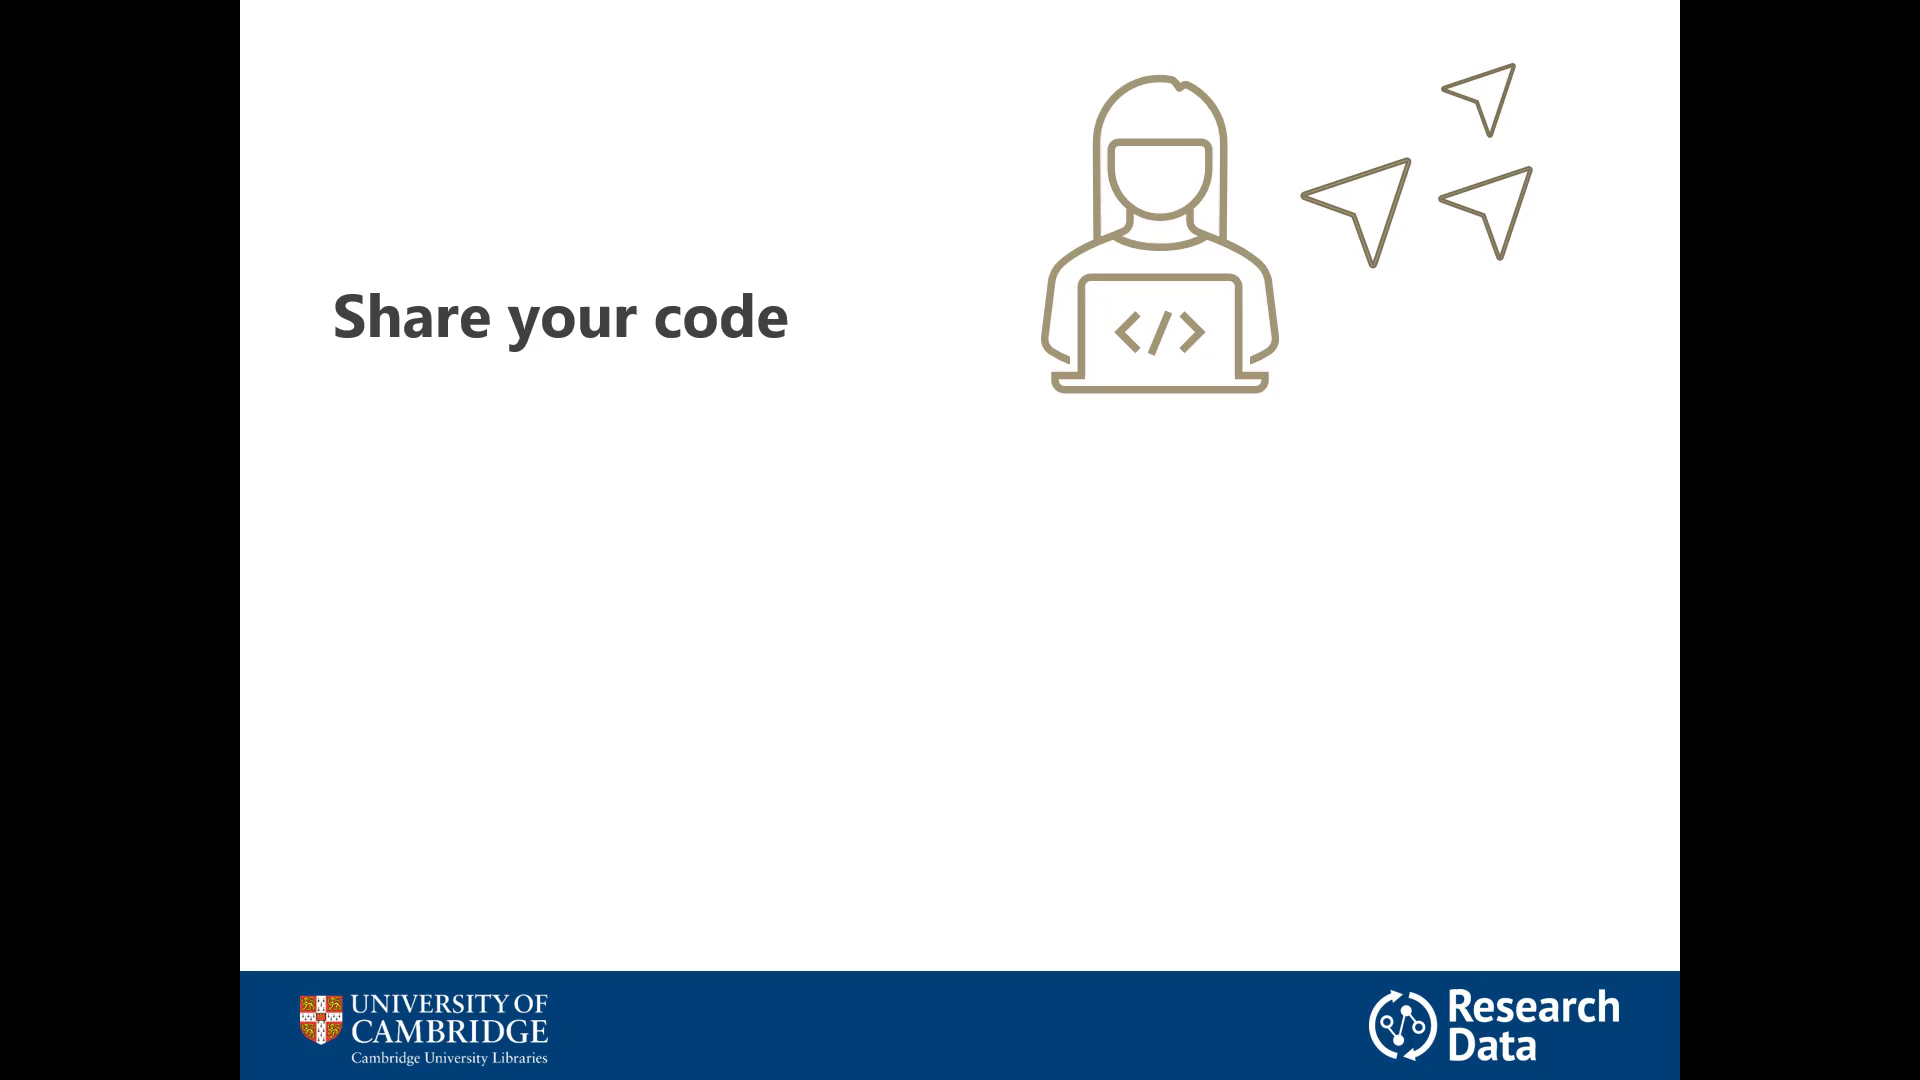 Share your code
</>
UNIVERSITY OF
CAMBRIDGE
Cambridge University Libraries
Research
Data